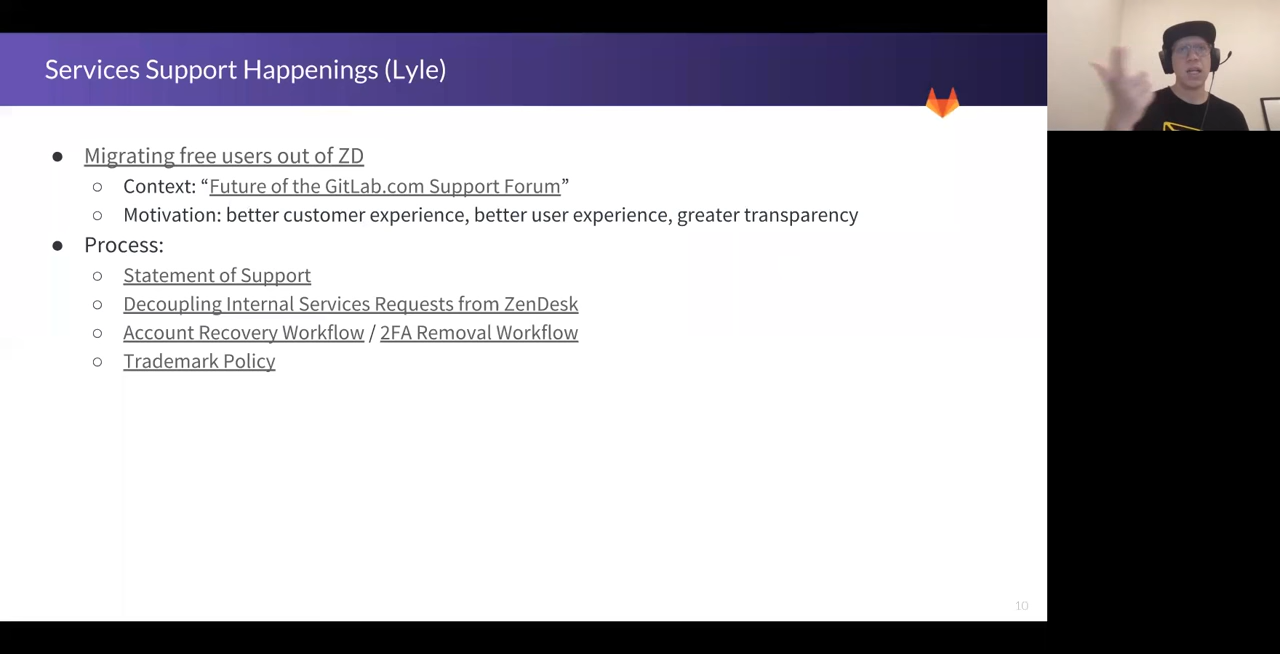 Services Support Happenings (Lyle)
● Migrating free users out of ZD
○ Context: “Future of the GitLab.com Support Forum”
○ Motivation: better customer experience, better user experience, greater transparency
● Process:
○ Statement of Support
○ Decoupling Internal Services Requests from ZenDesk
○ Account Recovery Workflow / 2FA Removal Workflow
○ Trademark Policy
10